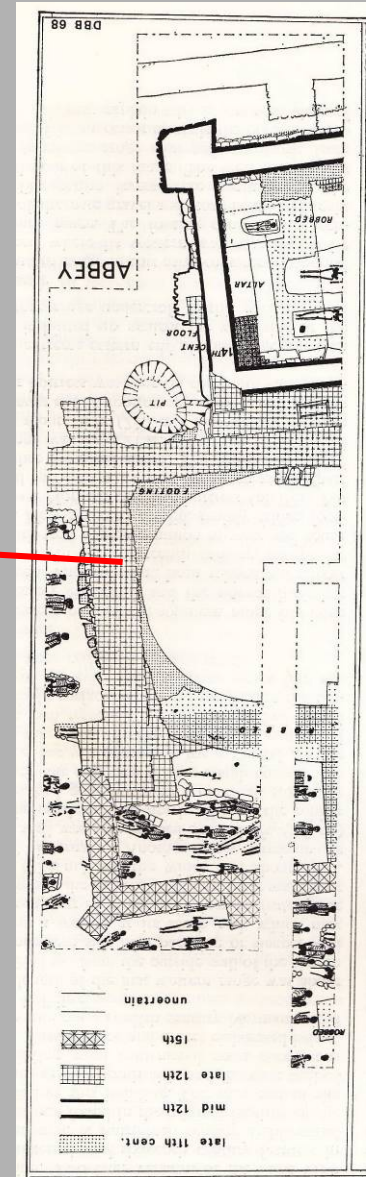 DBB 68
ABBEY
ROBBED
ALTAR
14TH CENT FLOOR
PIT
FOOTING
ROBBED
ROBBED
uncertain
15th
late 12th
mid 12th
late 11th cent.